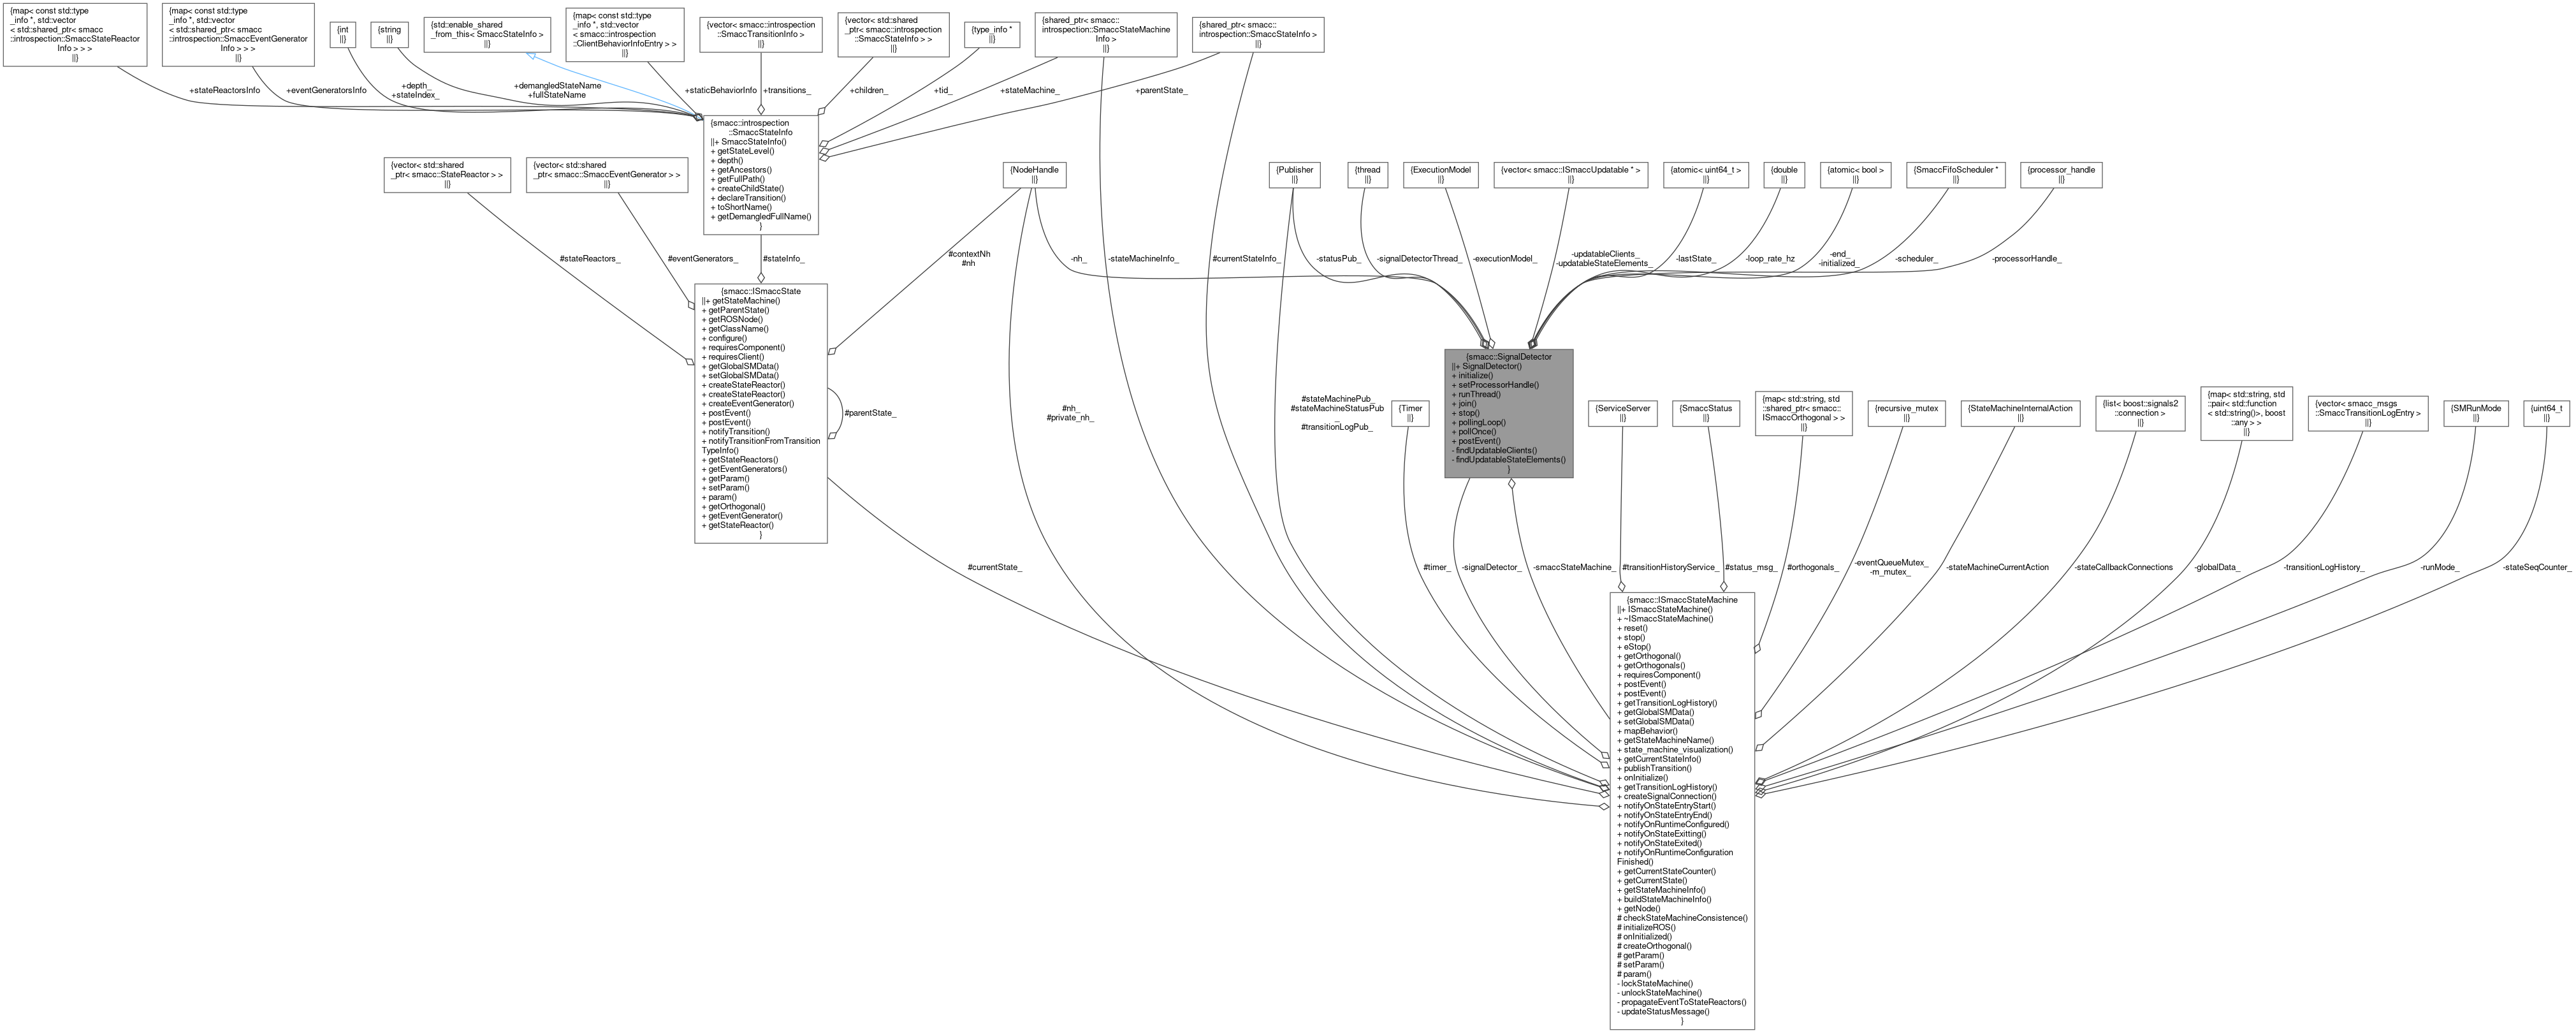 {map< const std::type
_info *, std::vector
< std::shared_ptr< smacc
::introspection::SmaccStateReactor
Info > > >
||}
{map< const std::type
_info *, std::vector
< std::shared_ptr< smacc
::introspection::SmaccEventGenerator
Info > > >
||}
{int
||}
{string
||}
{std::enable_shared
_from_this< SmaccStateInfo >
||}
{map< const std::type
_info *, std::vector
< smacc::introspection
::ClientBehaviorInfoEntry > >
||}
{vector< smacc::introspection
::SmaccTransitionInfo >
||}
{vector< std::shared
_ptr< smacc::introspection
::SmaccStateInfo > >
||}
{type_info *
||}
{shared_ptr< smacc::
introspection::SmaccStateMachine
Info >
||}
{shared_ptr< smacc::
introspection::SmaccStateInfo >
||}
+stateReactorsInfo
+eventGeneratorsInfo
+depth_
+stateIndex_
+demangledStateName
+fullStateName
+staticBehaviorInfo
+transitions_
+children_
+tid_
+stateMachine_
+parentState_
{smacc::introspection
::SmaccStateInfo
||+ SmaccStateInfo()
+ getStateLevel()
+ depth()
+ getAncestors()
+ getFullPath()
+ createChildState()
+ declareTransition()
+ toShortName()
+ getDemangledFullName()
}
{vector< std::shared
_ptr< smacc::StateReactor > >
||}
{vector< std::shared
_ptr< smacc::SmaccEventGenerator > >
||}
{NodeHandle
||}
{Publisher
||}
{thread
||}
{ExecutionModel
||}
{vector< smacc::ISmaccUpdatable * >
||}
{atomic< uint64_t >
||}
{double
||}
{atomic< bool >
||}
{SmaccFifoScheduler *
||}
{processor_handle
||}
#stateReactors_
#eventGenerators_
#stateInfo_
#contextNh
#nh
-nh_
-stateMachineInfo_
#currentStateInfo_
-statusPub_
-signalDetectorThread_
-executionModel_
-updatableClients_
-updatableStateElements_
-lastState_
-loop_rate_hz
-end_
-initialized_
-scheduler_
-processorHandle_
{smacc::ISmaccState
||+ getStateMachine()
+ getParentState()
+ getROSNode()
+ getClassName()
+ configure()
+ requiresComponent()
+ requiresClient()
+ getGlobalSMData()
+ setGlobalSMData()
+ createStateReactor()
+ createStateReactor()
+ createEventGenerator()
+ postEvent()
+ postEvent()
+ notifyTransition()
+ notifyTransitionFromTransition
TypeInfo()
+ getStateReactors()
+ getEventGenerators()
+ getParam()
+ setParam()
+ param()
+ getOrthogonal()
+ getEventGenerator()
+ getStateReactor()
}
#parentState_
#nh_
#private_nh_
#stateMachinePub_
#stateMachineStatusPub
_
#transitionLogPub_
{smacc::SignalDetector
||+ SignalDetector()
+ initialize()
+ setProcessorHandle()
+ runThread()
+ join()
+ stop()
+ pollingLoop()
+ pollOnce()
+ postEvent()
- findUpdatableClients()
- findUpdatableStateElements()
}
{Timer
||}
{ServiceServer
||}
{SmaccStatus
||}
{map< std::string, std
::shared_ptr< smacc::
ISmaccOrthogonal > >
||}
{recursive_mutex
||}
{StateMachineInternalAction
||}
{list< boost::signals2
::connection >
||}
{map< std::string, std
::pair< std::function
< std::string()>, boost
::any > >
||}
{vector< smacc_msgs
::SmaccTransitionLogEntry >
||}
{SMRunMode
||}
{uint64_t
||}
#currentState_
#timer_
-signalDetector_
-smaccStateMachine_
#transitionHistoryService_
#status_msg_
#orthogonals_
-eventQueueMutex_
-m_mutex_
-stateMachineCurrentAction
-stateCallbackConnections
-globalData_
-transitionLogHistory_
-runMode_
-stateSeqCounter_
{smacc::ISmaccStateMachine
||+ ISmaccStateMachine()
+ ~ISmaccStateMachine()
+ reset()
+ stop()
+ eStop()
+ getOrthogonal()
+ getOrthogonals()
+ requiresComponent()
+ postEvent()
+ postEvent()
+ getTransitionLogHistory()
+ getGlobalSMData()
+ setGlobalSMData()
+ mapBehavior()
+ getStateMachineName()
+ state_machine_visualization()
+ getCurrentStateInfo()
+ publishTransition()
+ onInitialize()
+ getTransitionLogHistory()
+ createSignalConnection()
+ notifyOnStateEntryStart()
+ notifyOnStateEntryEnd()
+ notifyOnRuntimeConfigured()
+ notifyOnStateExitting()
+ notifyOnStateExited()
+ notifyOnRuntimeConfiguration
Finished()
+ getCurrentStateCounter()
+ getCurrentState()
+ getStateMachineInfo()
+ buildStateMachineInfo()
+ getNode()
# checkStateMachineConsistence()
# initializeROS()
# onInitialized()
# createOrthogonal()
# getParam()
# setParam()
# param()
- lockStateMachine()
- unlockStateMachine()
- propagateEventToStateReactors()
- updateStatusMessage()
}